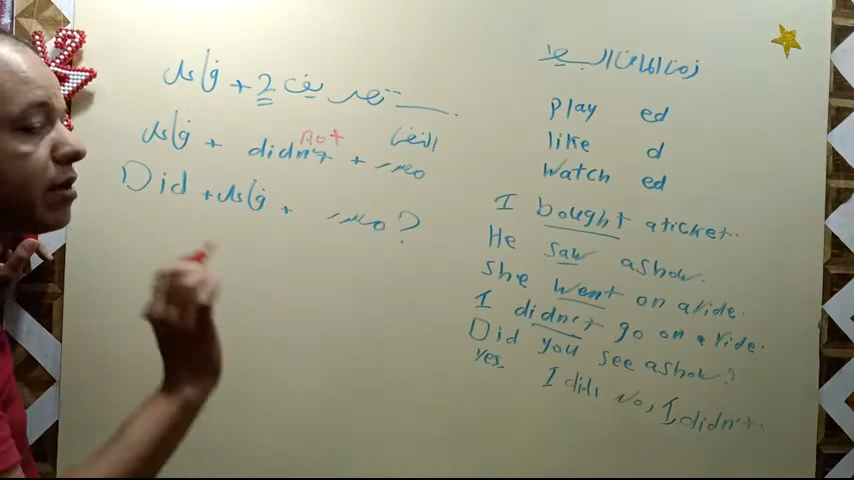 زمن الماضي البسيط
فاعل + تصريف 2
النفي
فاعل + didn't + مصدر
not
Did + فاعل + مصدر ?
play ed
like d
watch ed
I bought a ticket.
He saw a show.
she went on a ride.
I didn't go on a ride.
Did you see a show?
yes I did, No, I didn't.